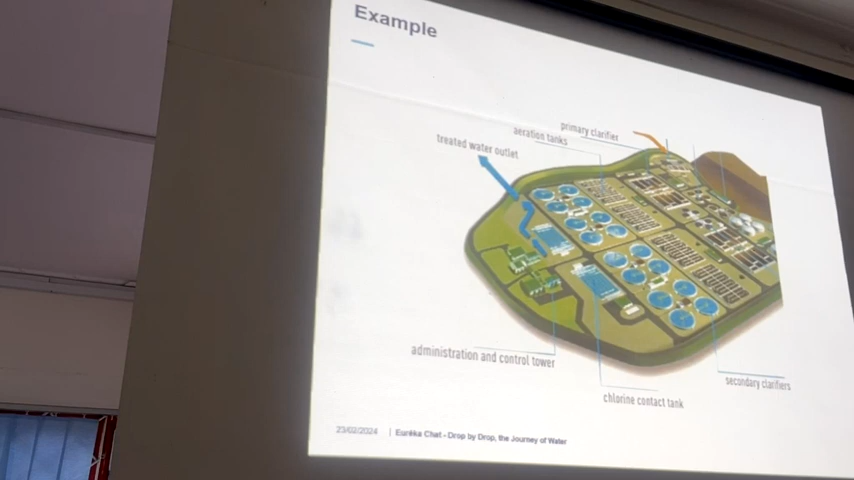 Example
primary clarifier
aeration tanks
treated water outlet
administration and control tower
secondary clarifiers
chlorine contact tank
23/02/2024 | Eurêka Chat - Drop by Drop, the Journey of Water